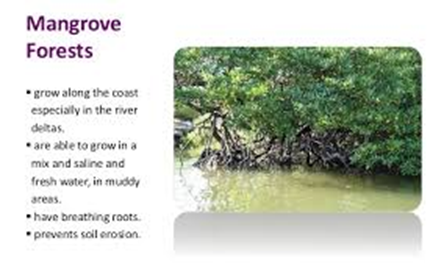 Mangrove
Forests
▪ grow along the coast
especially in the river
deltas.
▪ are able to grow in a
mix and saline and
fresh water, in muddy
areas.
▪ have breathing roots.
▪ prevents soil erosion.